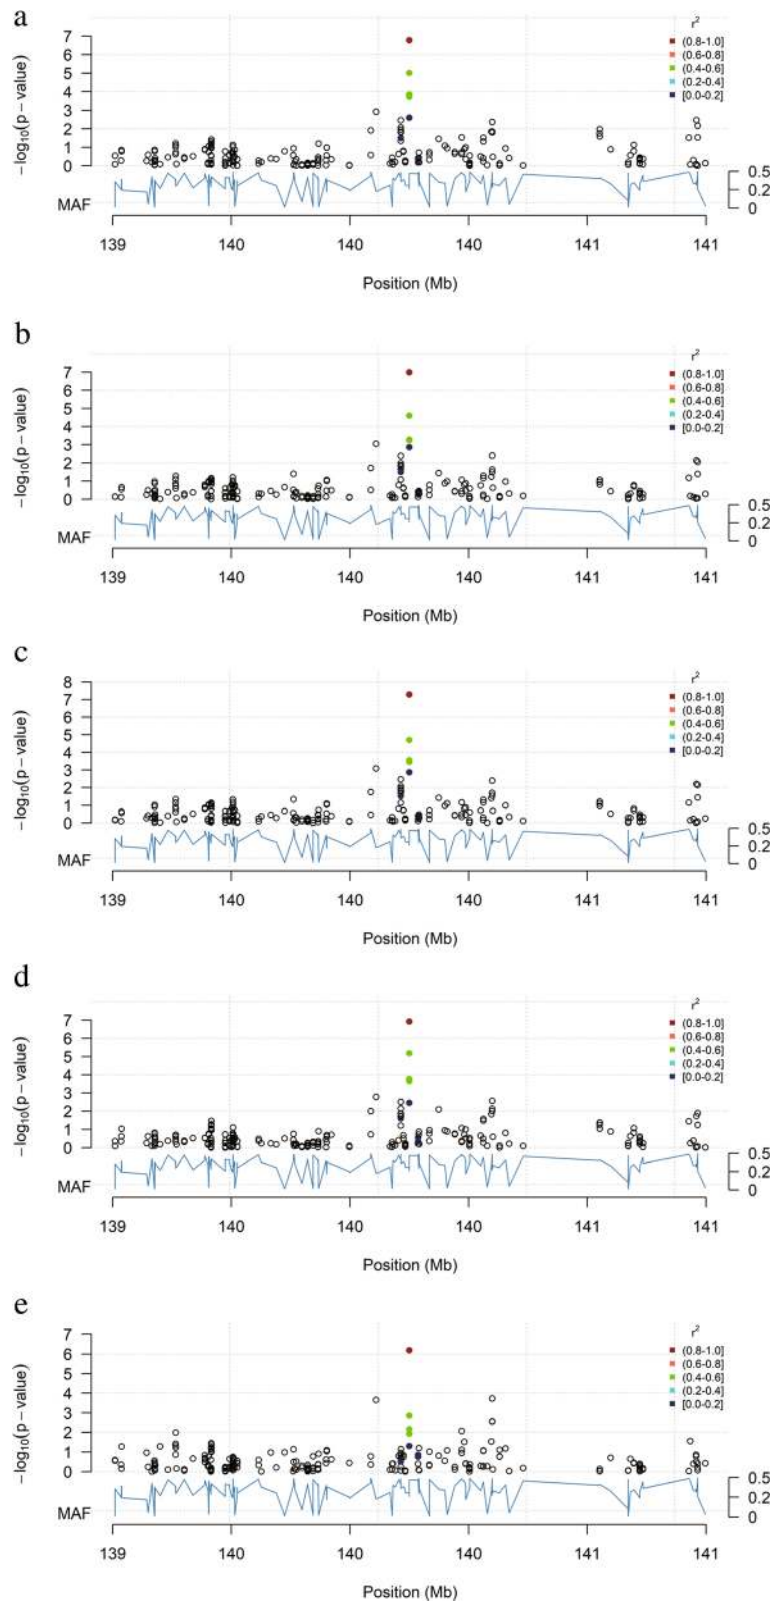 a
r²
(0.8-1.0]
(0.6-0.8]
(0.4-0.6]
(0.2-0.4]
[0.0-0.2]
7
6
5
4
3
2
1
0
−log₁₀(p − value)
MAF
0.5
0.2
0
139 140 140 140 141 141
Position (Mb)
b
r²
(0.8-1.0]
(0.6-0.8]
(0.4-0.6]
(0.2-0.4]
[0.0-0.2]
7
6
5
4
3
2
1
0
−log₁₀(p − value)
MAF
0.5
0.2
0
139 140 140 140 141 141
Position (Mb)
c
r²
(0.8-1.0]
(0.6-0.8]
(0.4-0.6]
(0.2-0.4]
[0.0-0.2]
8
7
6
5
4
3
2
1
0
−log₁₀(p − value)
MAF
0.5
0.2
0
139 140 140 140 141 141
Position (Mb)
d
r²
(0.8-1.0]
(0.6-0.8]
(0.4-0.6]
(0.2-0.4]
[0.0-0.2]
7
6
5
4
3
2
1
0
−log₁₀(p − value)
MAF
0.5
0.2
0
139 140 140 140 141 141
Position (Mb)
e
r²
(0.8-1.0]
(0.6-0.8]
(0.4-0.6]
(0.2-0.4]
[0.0-0.2]
7
6
5
4
3
2
1
0
−log₁₀(p − value)
MAF
0.5
0.2
0
139 140 140 140 141 141
Position (Mb)